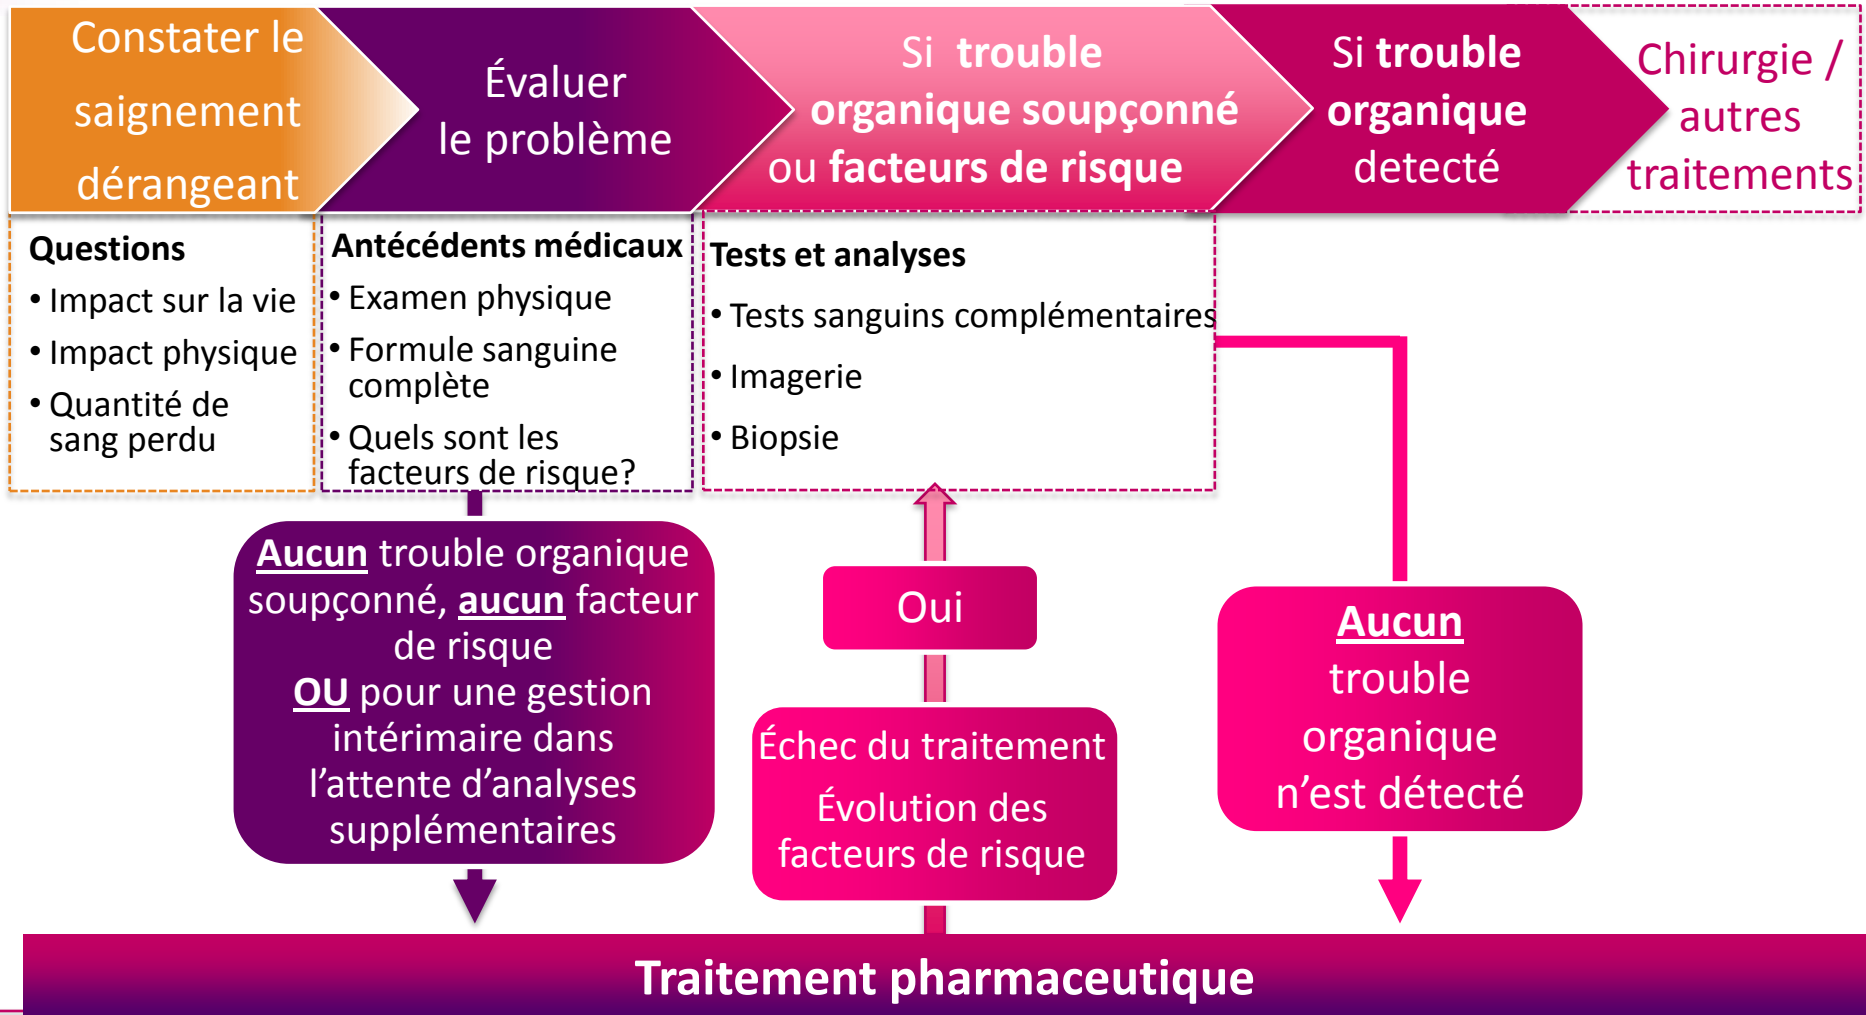 Constater le
saignement
dérangeant
Évaluer
le problème
Si trouble
organique soupçonné
ou facteurs de risque
Si trouble
organique
detecté
Chirurgie /
autres
traitements
Questions
• Impact sur la vie
• Impact physique
• Quantité de
sang perdu
Antécédents médicaux
• Examen physique
• Formule sanguine
complète
• Quels sont les
facteurs de risque?
Tests et analyses
• Tests sanguins complémentaires
• Imagerie
• Biopsie
Aucun trouble organique
soupçonné, aucun facteur
de risque
OU pour une gestion
intérimaire dans
l’attente d’analyses
supplémentaires
Oui
Échec du traitement
Évolution des
facteurs de risque
Aucun
trouble
organique
n’est détecté
Traitement pharmaceutique